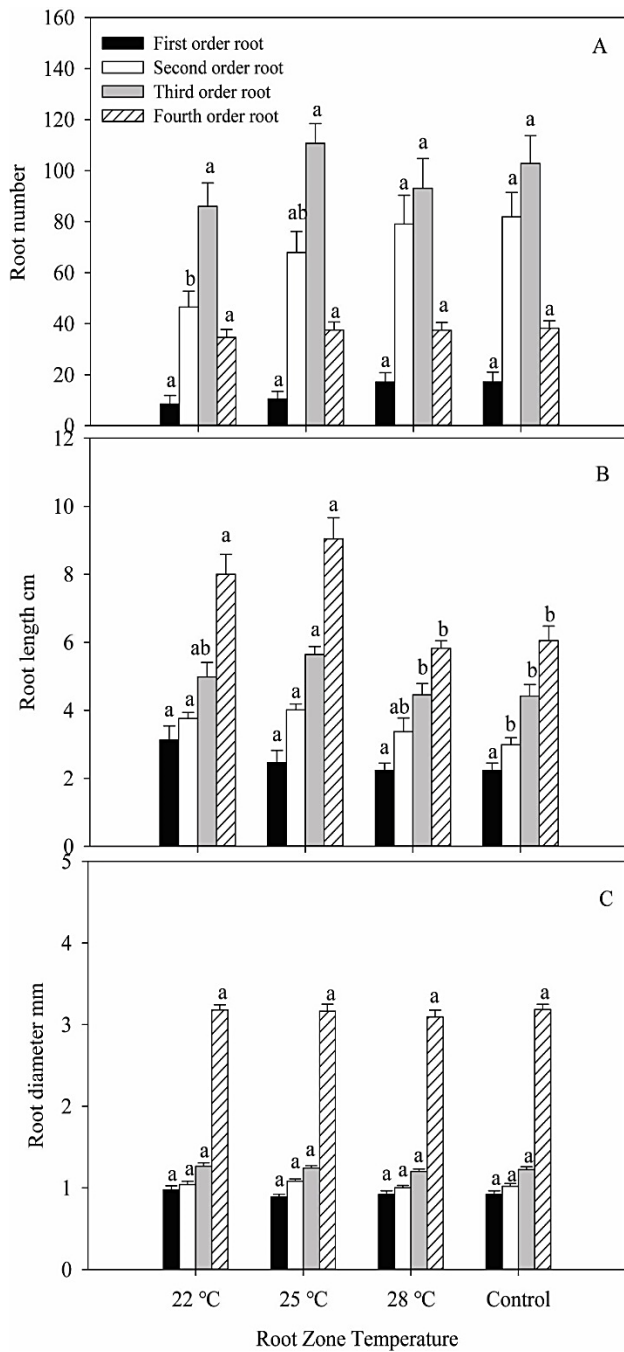 160
140
120
100
80
60
40
20
0
Root number
First order root
Second order root
Third order root
Fourth order root
A
a b a a
a ab a a
a a a a
a a a a
12
10
8
6
4
2
0
Root length cm
B
a a ab a
a a a a
a ab b b
a b b b
5
4
3
2
1
0
Root diameter mm
C
a a a a
a a a a
a a a a
a a a a
22 °C 25 °C 28 °C Control
Root Zone Temperature